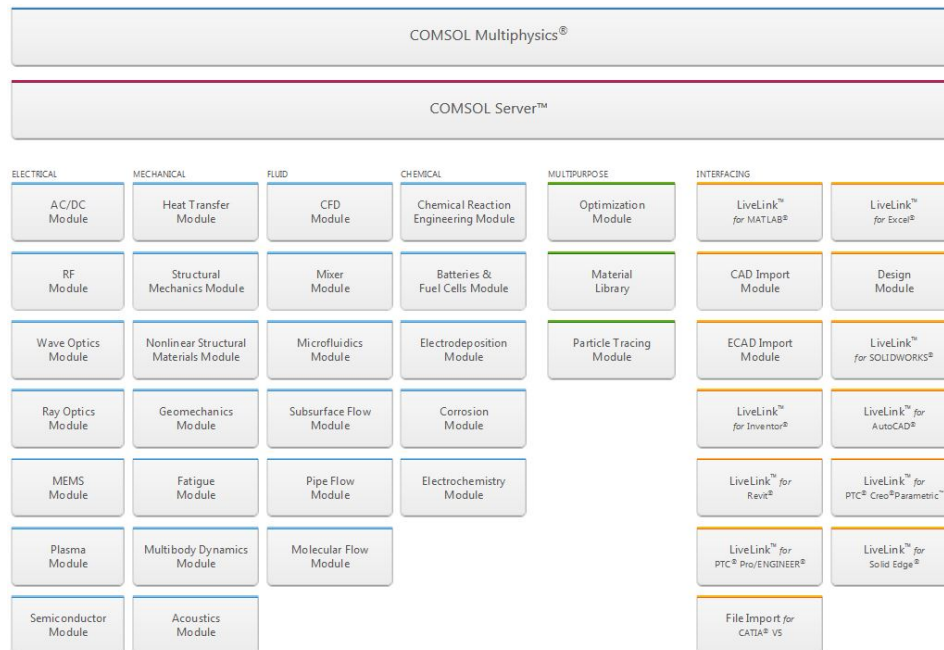 COMSOL Multiphysics®
COMSOL Server™
ELECTRICAL
AC/DC
Module
RF
Module
Wave Optics
Module
Ray Optics
Module
MEMS
Module
Plasma
Module
Semiconductor
Module
MECHANICAL
Heat Transfer
Module
Structural
Mechanics Module
Nonlinear Structural
Materials Module
Geomechanics
Module
Fatigue
Module
Multibody Dynamics
Module
Acoustics
Module
FLUID
CFD
Module
Mixer
Module
Microfluidics
Module
Subsurface Flow
Module
Pipe Flow
Module
Molecular Flow
Module
CHEMICAL
Chemical Reaction
Engineering Module
Batteries &
Fuel Cells Module
Electrodeposition
Module
Corrosion
Module
Electrochemistry
Module
MULTIPURPOSE
Optimization
Module
Material
Library
Particle Tracing
Module
INTERFACING
LiveLink™
for MATLAB®
CAD Import
Module
ECAD Import
Module
LiveLink™
for Inventor®
LiveLink™ for
Revit®
LiveLink™ for
PTC® Pro/ENGINEER®
File Import for
CATIA® V5
LiveLink™
for Excel®
Design
Module
LiveLink™
for SOLIDWORKS®
LiveLink™ for
AutoCAD®
LiveLink™ for
PTC® Creo®Parametric™
LiveLink™ for
Solid Edge®